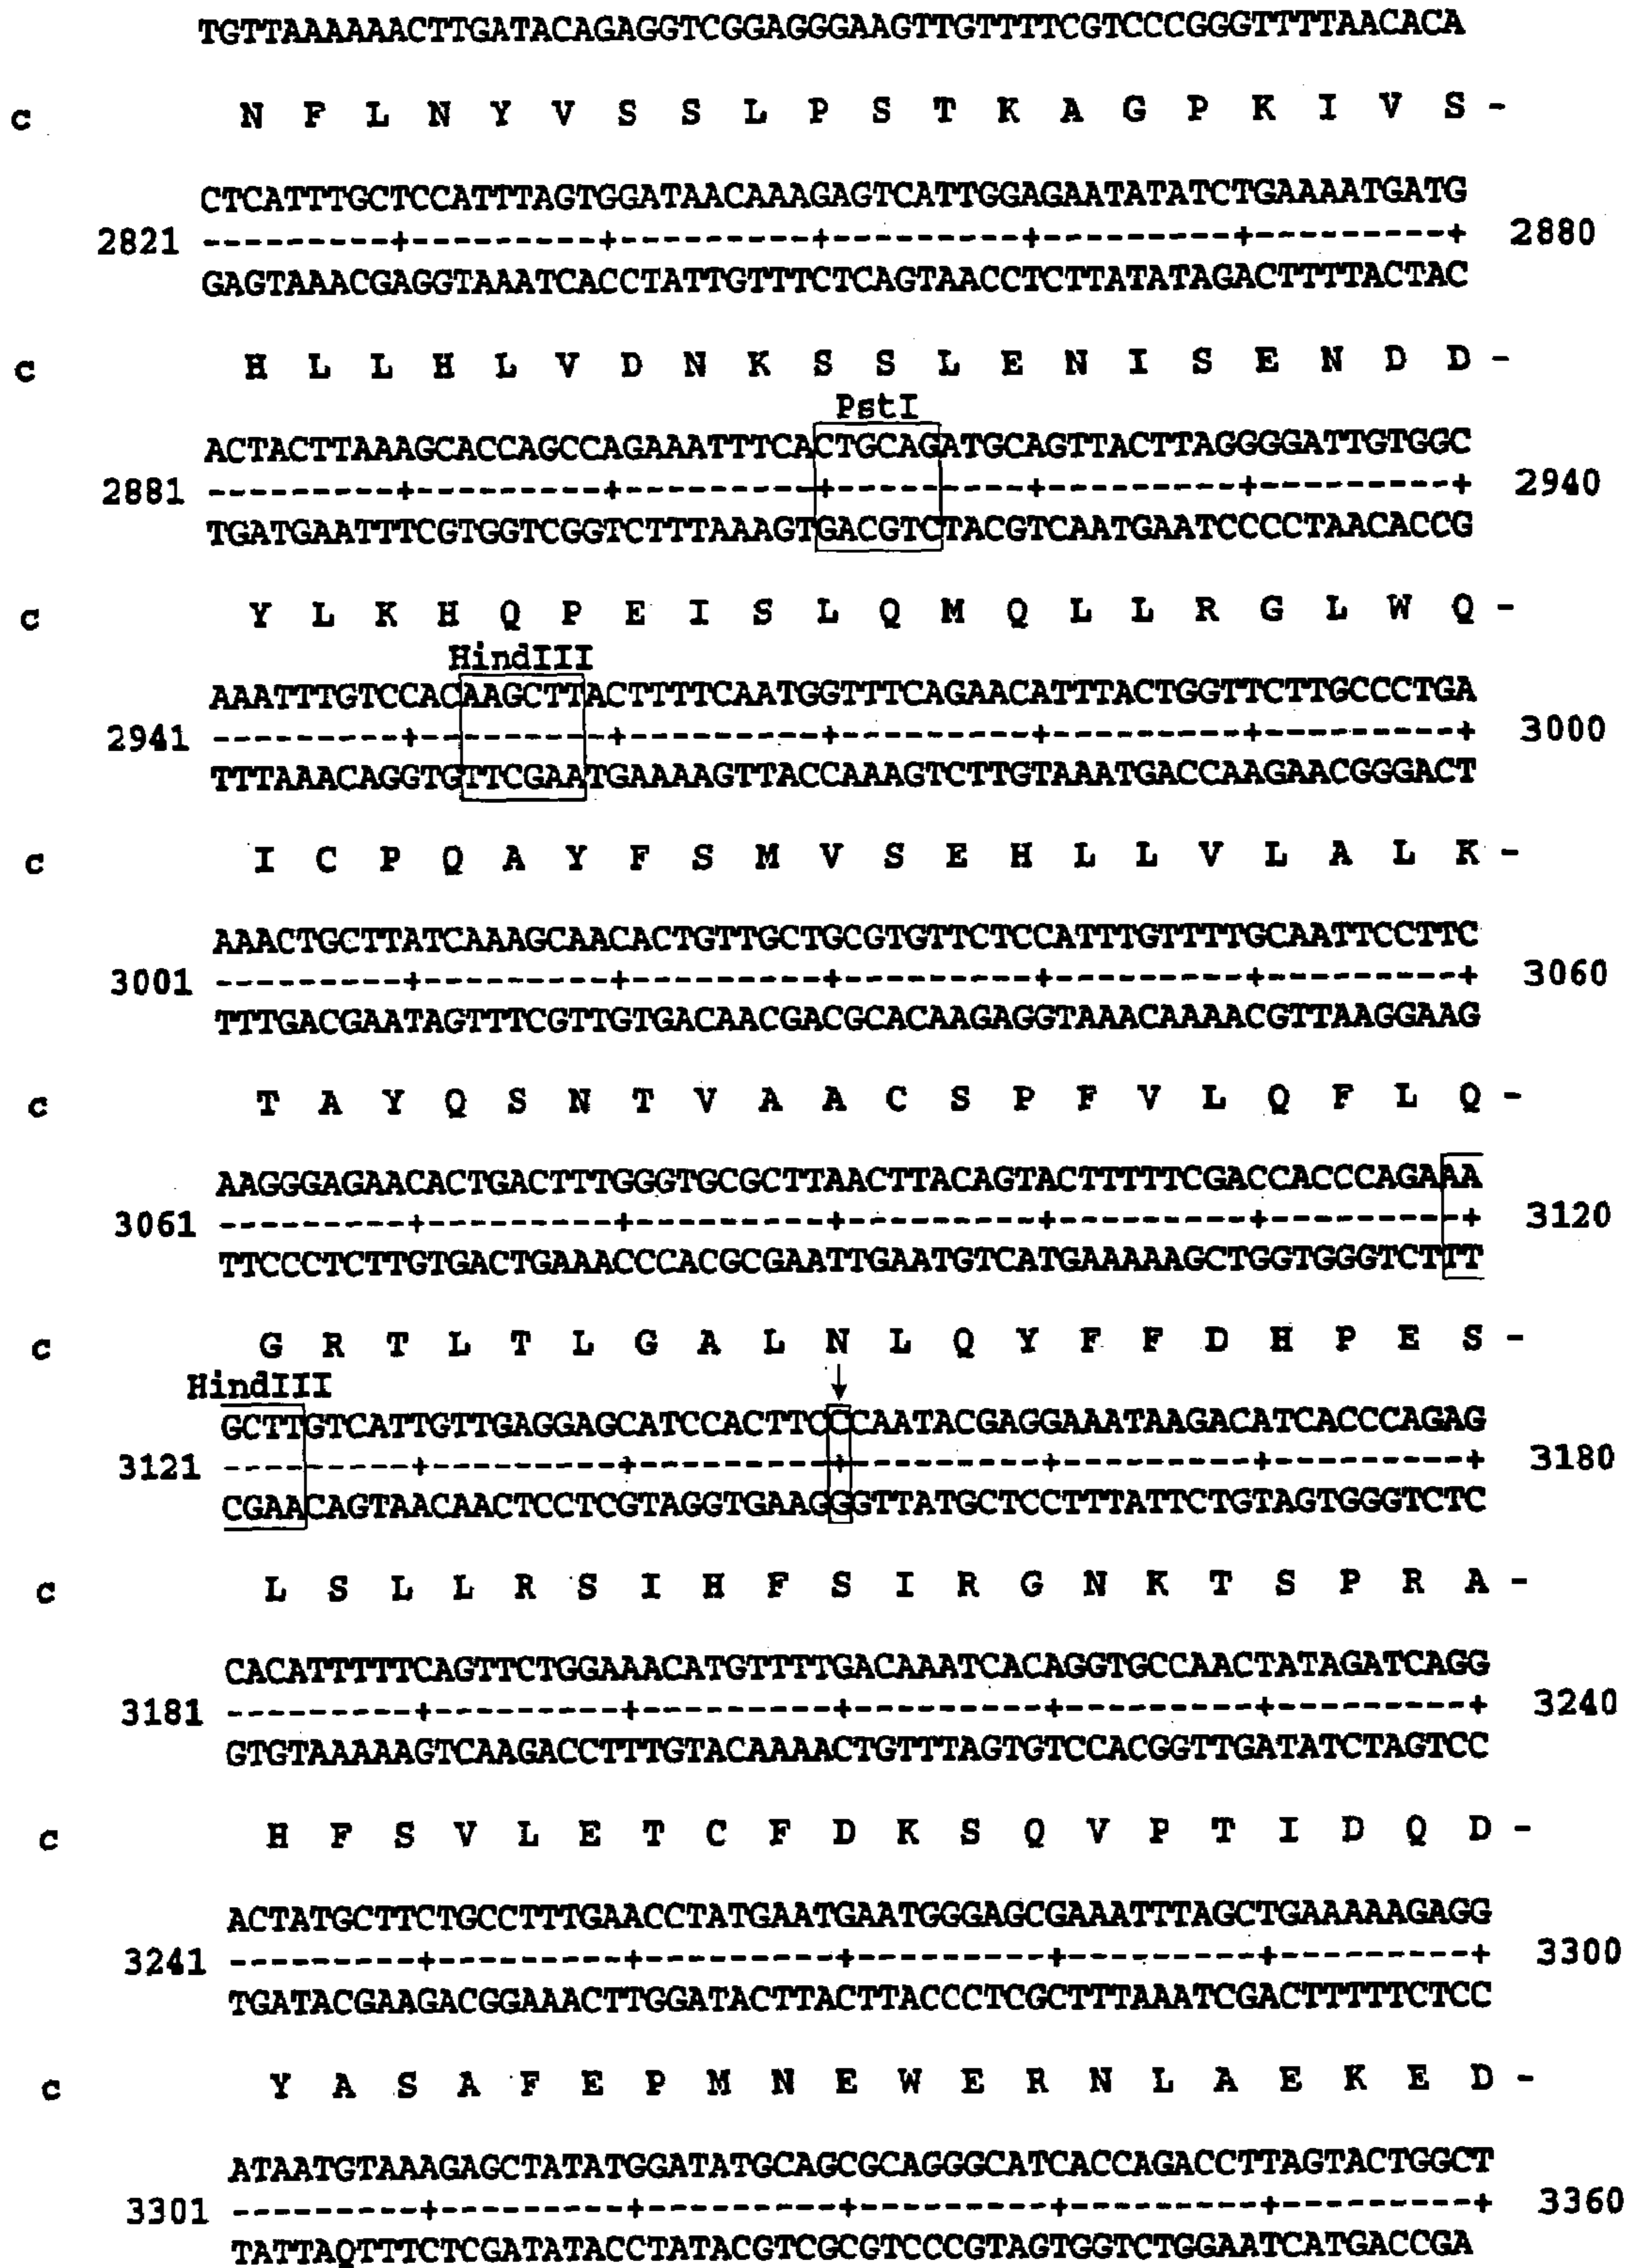 TGTTAAAAAACTTGATACAGAGGTCGGAGGGAAGTTGTTTTCGTCCCGGGTTTTAACACA
c N F L N Y V S S L P S T K A G P K I V S -
CTCATTTGCTCCATTTAGTGGATAACAAAGAGTCATTGGAGAATATATCTGAAAATGATG
2821 ---------+---------+---------+---------+---------+---------+ 2880
GAGTAAACGAGGTAAATCACCTATTGTTTCTCAGTAACCTCTTATATAGACTTTTACTAC
c H L L H L V D N K S S L E N I S E N D D -
PstI
ACTACTTAAAGCACCAGCCAGAAATTTCACTGCAGATGCAGTTACTTAGGGGATTGTGGC
2881 ---------+---------+---------+---------+---------+---------+ 2940
TGATGAATTTCGTGGTCGGTCTTTAAAGTGACGTCTACGTCAATGAATCCCCTAACACCG
c Y L K H Q P E I S L Q M Q L L R G L W Q -
HindIII
AAATTTGTCCACAAGCTTACTTTTCAATGGTTTCAGAACATTTACTGGTTCTTGCCCTGA
2941 ---------+---------+---------+---------+---------+---------+ 3000
TTTAAACAGGTGTTCGAATGAAAAGTTACCAAAGTCTTGTAAATGACCAAGAACGGGACT
c I C P Q A Y F S M V S E H L L V L A L K -
AAACTGCTTATCAAAGCAACACTGTTGCTGCGTGTTCTCCATTTGTTTTGCAATTCCTTC
3001 ---------+---------+---------+---------+---------+---------+ 3060
TTTGACGAATAGTTTCGTTGTGACAACGACGCACAAGAGGTAAACAAAACGTTAAGGAAG
c T A Y Q S N T V A A C S P F V L Q F L Q -
AAGGGAGAACACTGACTTTGGGTGCGCTTAACTTACAGTACTTTTTCGACCACCCAGAAA
3061 ---------+---------+---------+---------+---------+---------+ 3120
TTCCCTCTTGTGACTGAAACCCACGCGAATTGAATGTCATGAAAAAGCTGGTGGGTCTTT
c G R T L T L G A L N L Q Y F F D H P E S -
HindIII ↓
GCTTGTCATTGTTGAGGAGCATCCACTTCCCAATACGAGGAAATAAGACATCACCCAGAG
3121 ---------+---------+---------+---------+---------+---------+ 3180
CGAACAGTAACAACTCCTCGTAGGTGAAGGGTTATGCTCCTTTATTCTGTAGTGGGTCTC
c L S L L R S I H F S I R G N K T S P R A -
CACATTTTTCAGTTCTGGAAACATGTTTTGACAAATCACAGGTGCCAACTATAGATCAGG
3181 ---------+---------+---------+---------+---------+---------+ 3240
GTGTAAAAAGTCAAGACCTTTGTACAAAACTGTTTAGTGTCCACGGTTGATATCTAGTCC
c H F S V L E T C F D K S Q V P T I D Q D -
ACTATGCTTCTGCCTTTGAACCTATGAATGAATGGGAGCGAAATTTAGCTGAAAAAGAGG
3241 ---------+---------+---------+---------+---------+---------+ 3300
TGATACGAAGACGGAAACTTGGATACTTACTTACCCTCGCTTTAAATCGACTTTTTCTCC
c Y A S A F E P M N E W E R N L A E K E D -
ATAATGTAAAGAGCTATATGGATATGCAGCGCAGGGCATCACCAGACCTTAGTACTGGCT
3301 ---------+---------+---------+---------+---------+---------+ 3360
TATTAQTTTCTCGATATACCTATACGTCGCGTCCCGTAGTGGTCTGGAATCATGACCGA